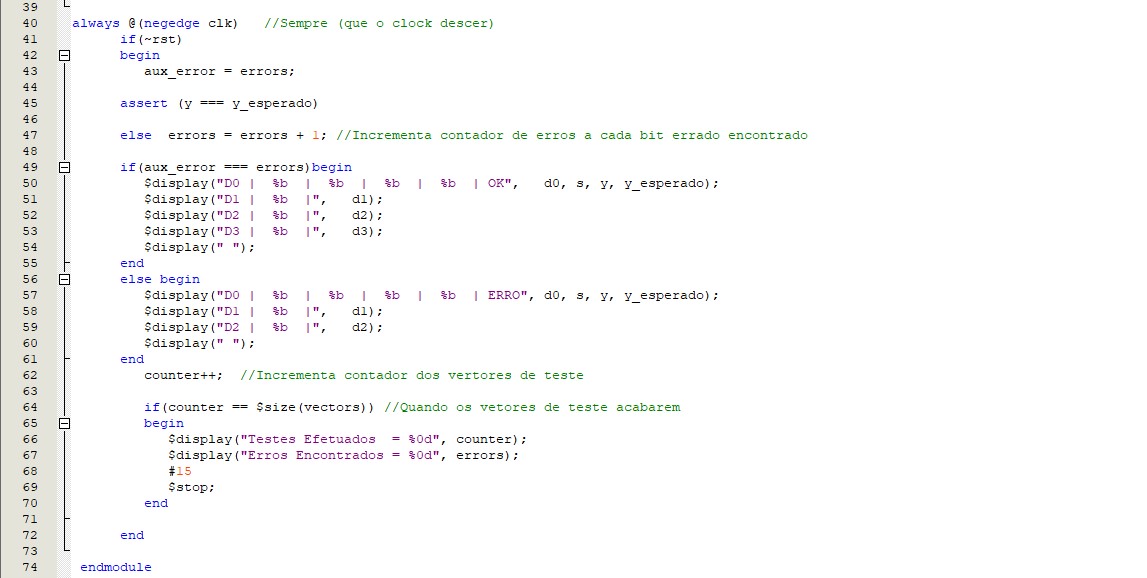 39
40 always @(negedge clk) //Sempre (que o clock descer)
41 if(~rst)
42 begin
43 aux_error = errors;
44
45 assert (y === y_esperado)
46
47 else errors = errors + 1; //Incrementa contador de erros a cada bit errado encontrado
48
49 if(aux_error === errors)begin
50 $display("D0 | %b | %b | %b | %b | OK", d0, s, y, y_esperado);
51 $display("D1 | %b |", d1);
52 $display("D2 | %b |", d2);
53 $display("D3 | %b |", d3);
54 $display(" ");
55 end
56 else begin
57 $display("D0 | %b | %b | %b | %b | ERRO", d0, s, y, y_esperado);
58 $display("D1 | %b |", d1);
59 $display("D2 | %b |", d2);
60 $display(" ");
61 end
62 counter++; //Incrementa contador dos vertores de teste
63
64 if(counter == $size(vectors)) //Quando os vetores de teste acabarem
65 begin
66 $display("Testes Efetuados = %0d", counter);
67 $display("Erros Encontrados = %0d", errors);
68 #15
69 $stop;
70 end
71
72 end
73
74 endmodule